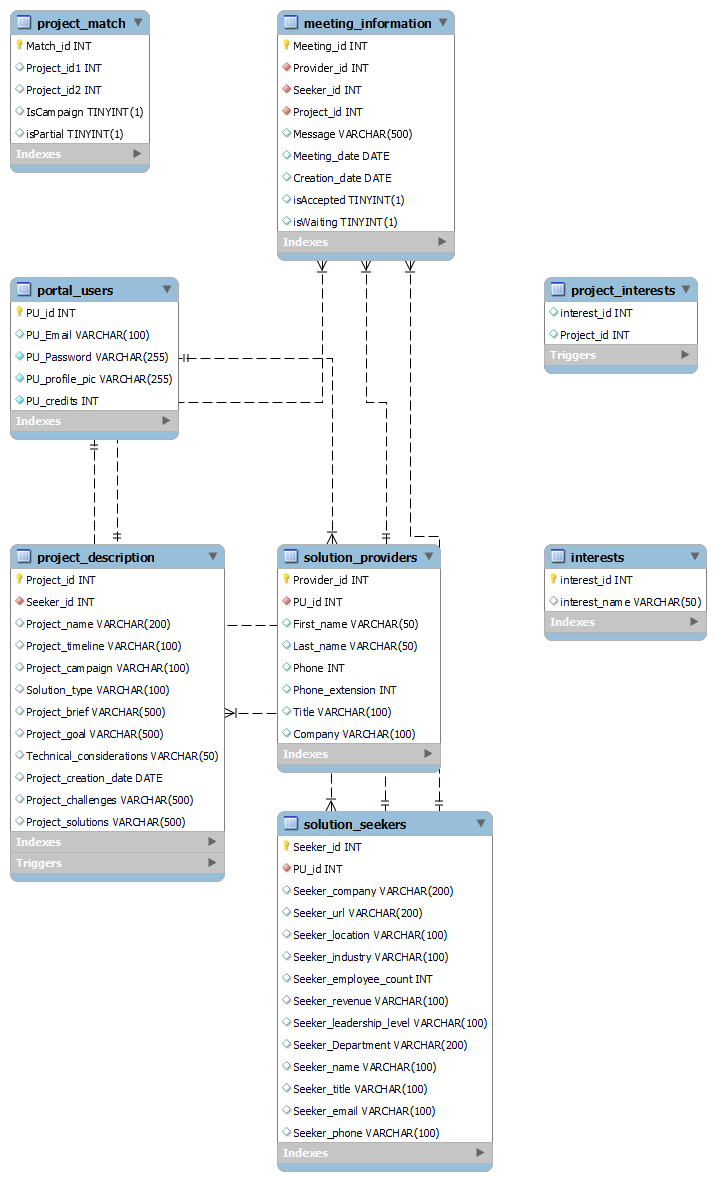 project_match
Match_id INT
Project_id1 INT
Project_id2 INT
IsCampaign TINYINT(1)
isPartial TINYINT(1)
Indexes
meeting_information
Meeting_id INT
Provider_id INT
Seeker_id INT
Project_id INT
Message VARCHAR(500)
Meeting_date DATE
Creation_date DATE
isAccepted TINYINT(1)
isWaiting TINYINT(1)
Indexes
portal_users
PU_id INT
PU_Email VARCHAR(100)
PU_Password VARCHAR(255)
PU_profile_pic VARCHAR(255)
PU_credits INT
Indexes
project_interests
interest_id INT
Project_id INT
Triggers
project_description
Project_id INT
Seeker_id INT
Project_name VARCHAR(200)
Project_timeline VARCHAR(100)
Project_campaign VARCHAR(100)
Solution_type VARCHAR(100)
Project_brief VARCHAR(500)
Project_goal VARCHAR(500)
Technical_considerations VARCHAR(50)
Project_creation_date DATE
Project_challenges VARCHAR(500)
Project_solutions VARCHAR(500)
Indexes
Triggers
solution_providers
Provider_id INT
PU_id INT
First_name VARCHAR(50)
Last_name VARCHAR(50)
Phone INT
Phone_extension INT
Title VARCHAR(100)
Company VARCHAR(100)
Indexes
interests
interest_id INT
interest_name VARCHAR(50)
Indexes
solution_seekers
Seeker_id INT
PU_id INT
Seeker_company VARCHAR(200)
Seeker_url VARCHAR(200)
Seeker_location VARCHAR(100)
Seeker_industry VARCHAR(100)
Seeker_employee_count INT
Seeker_revenue VARCHAR(100)
Seeker_leadership_level VARCHAR(100)
Seeker_Department VARCHAR(200)
Seeker_name VARCHAR(100)
Seeker_title VARCHAR(100)
Seeker_email VARCHAR(100)
Seeker_phone VARCHAR(100)
Indexes